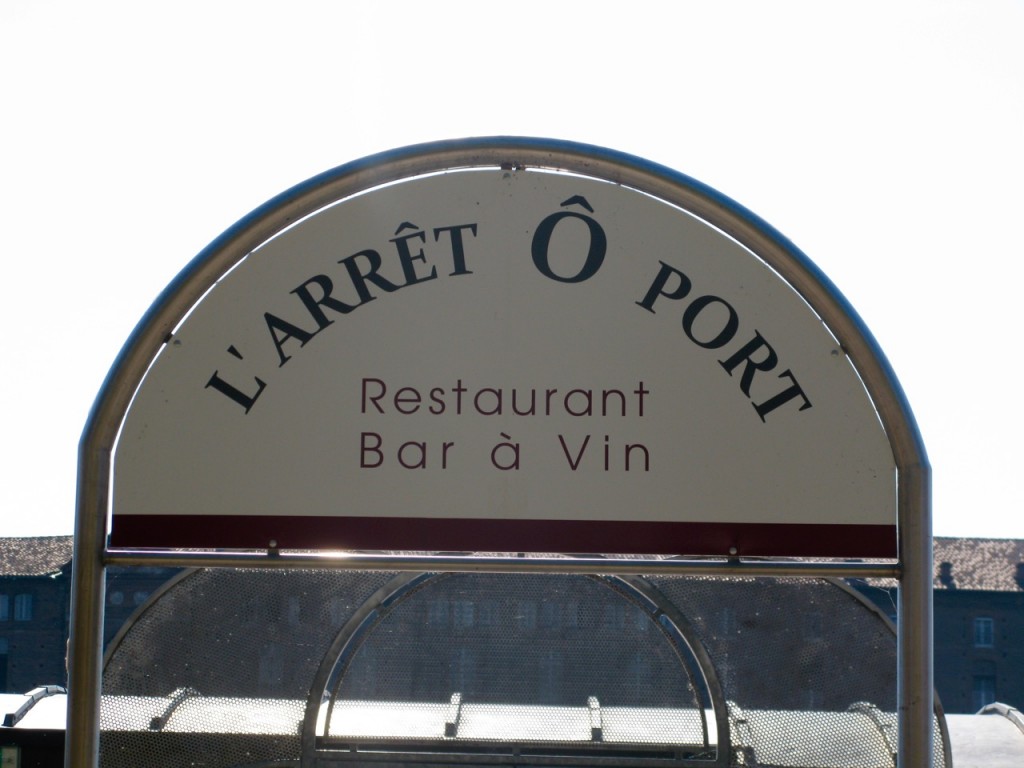 L'ARRÊT Ô PORT
Restaurant
Bar à Vin